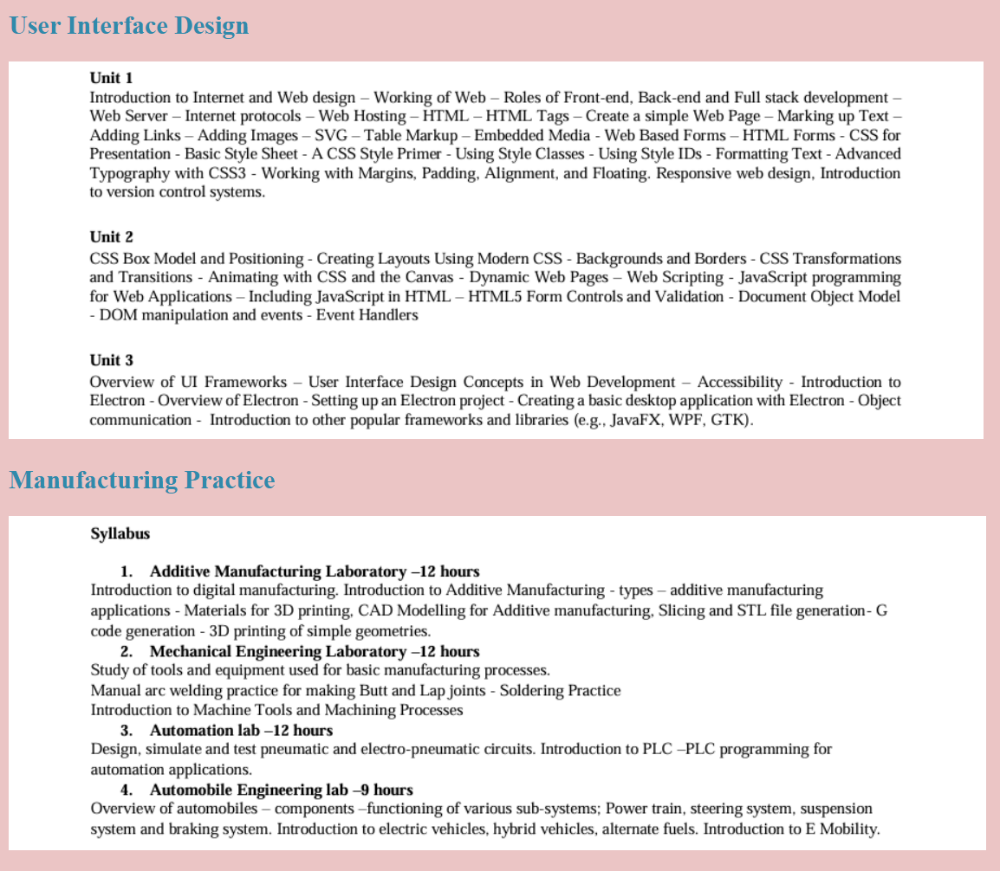 User Interface Design
Unit 1
Introduction to Internet and Web design – Working of Web – Roles of Front-end, Back-end and Full stack development –
Web Server – Internet protocols – Web Hosting – HTML – HTML Tags – Create a simple Web Page – Marking up Text –
Adding Links – Adding Images – SVG – Table Markup – Embedded Media - Web Based Forms – HTML Forms - CSS for
Presentation - Basic Style Sheet - A CSS Style Primer - Using Style Classes - Using Style IDs - Formatting Text - Advanced
Typography with CSS3 - Working with Margins, Padding, Alignment, and Floating. Responsive web design, Introduction
to version control systems.
Unit 2
CSS Box Model and Positioning - Creating Layouts Using Modern CSS - Backgrounds and Borders - CSS Transformations
and Transitions - Animating with CSS and the Canvas - Dynamic Web Pages – Web Scripting - JavaScript programming
for Web Applications – Including JavaScript in HTML – HTML5 Form Controls and Validation - Document Object Model
- DOM manipulation and events - Event Handlers
Unit 3
Overview of UI Frameworks – User Interface Design Concepts in Web Development – Accessibility - Introduction to
Electron - Overview of Electron - Setting up an Electron project - Creating a basic desktop application with Electron - Object
communication - Introduction to other popular frameworks and libraries (e.g., JavaFX, WPF, GTK).
Manufacturing Practice
Syllabus
1. Additive Manufacturing Laboratory –12 hours
Introduction to digital manufacturing. Introduction to Additive Manufacturing - types – additive manufacturing
applications - Materials for 3D printing, CAD Modelling for Additive manufacturing, Slicing and STL file generation- G
code generation - 3D printing of simple geometries.
2. Mechanical Engineering Laboratory –12 hours
Study of tools and equipment used for basic manufacturing processes.
Manual arc welding practice for making Butt and Lap joints - Soldering Practice
Introduction to Machine Tools and Machining Processes
3. Automation lab –12 hours
Design, simulate and test pneumatic and electro-pneumatic circuits. Introduction to PLC –PLC programming for
automation applications.
4. Automobile Engineering lab –9 hours
Overview of automobiles – components –functioning of various sub-systems; Power train, steering system, suspension
system and braking system. Introduction to electric vehicles, hybrid vehicles, alternate fuels. Introduction to E Mobility.